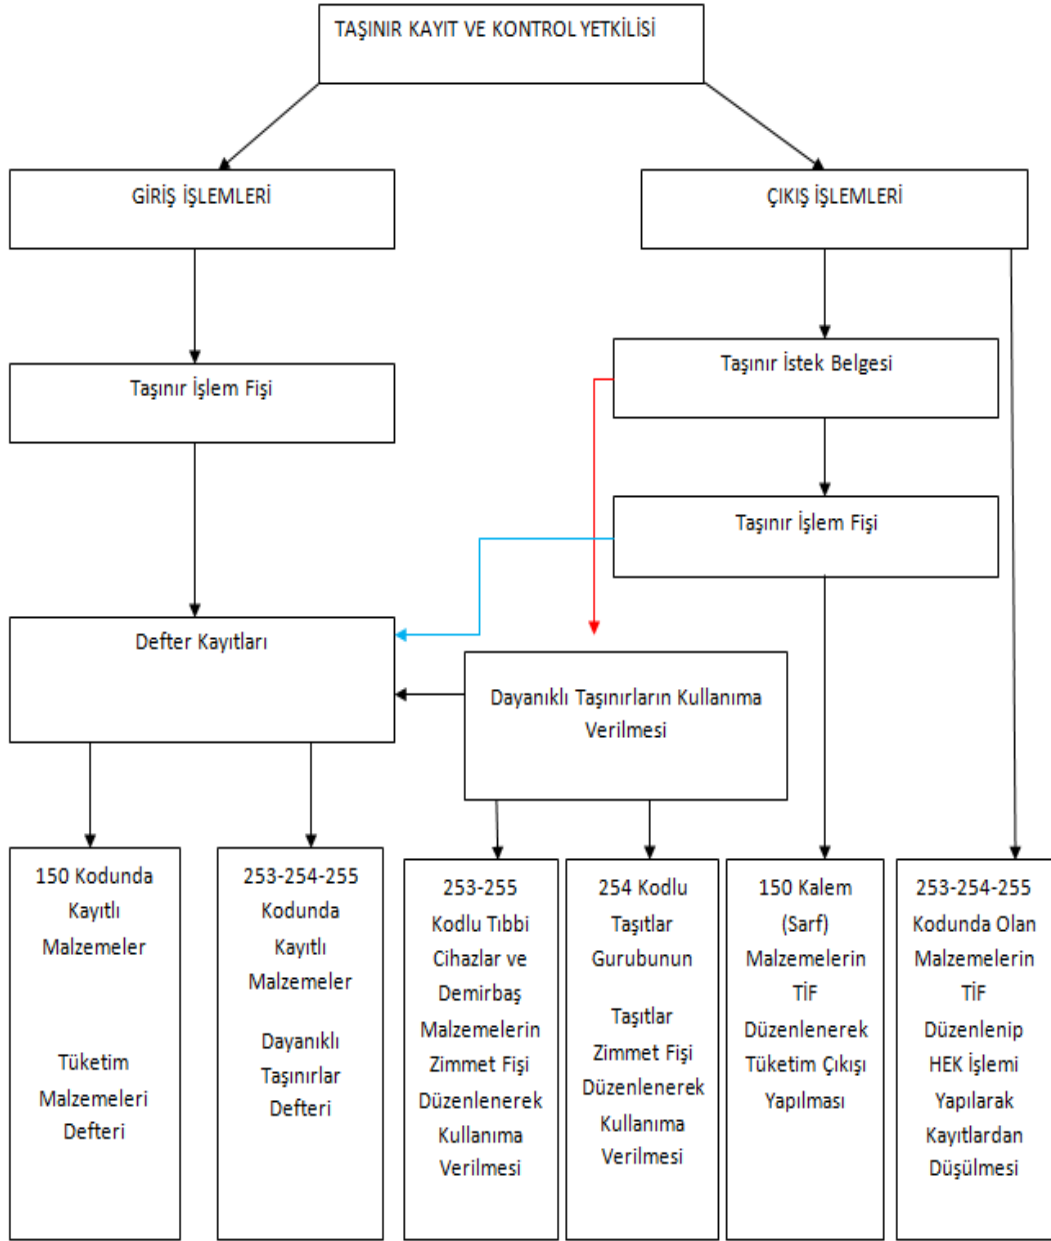 TAŞINIR KAYIT VE KONTROL YETKİLİSİ
GİRİŞ İŞLEMLERİ
ÇIKIŞ İŞLEMLERİ
Taşınır İşlem Fişi
Taşınır İstek Belgesi
Taşınır İşlem Fişi
Defter Kayıtları
Dayanıklı Taşınırların Kullanıma
Verilmesi
150 Kodunda
Kayıtlı
Malzemeler
Tüketim
Malzemeleri
Defteri
253-254-255
Kodunda
Kayıtlı
Malzemeler
Dayanıklı
Taşınırlar
Defteri
253-255
Kodlu Tıbbi
Cihazlar ve
Demirbaş
Malzemelerin
Zimmet Fişi
Düzenlenerek
Kullanıma
Verilmesi
254 Kodlu
Taşıtlar
Gurubunun
Taşıtlar
Zimmet Fişi
Düzenlenerek
Kullanıma
Verilmesi
150 Kalem
(Sarf)
Malzemelerin
TİF
Düzenlenerek
Tüketim Çıkışı
Yapılması
253-254-255
Kodunda Olan
Malzemelerin
TİF
Düzenlenip
HEK İşlemi
Yapılarak
Kayıtlardan
Düşülmesi